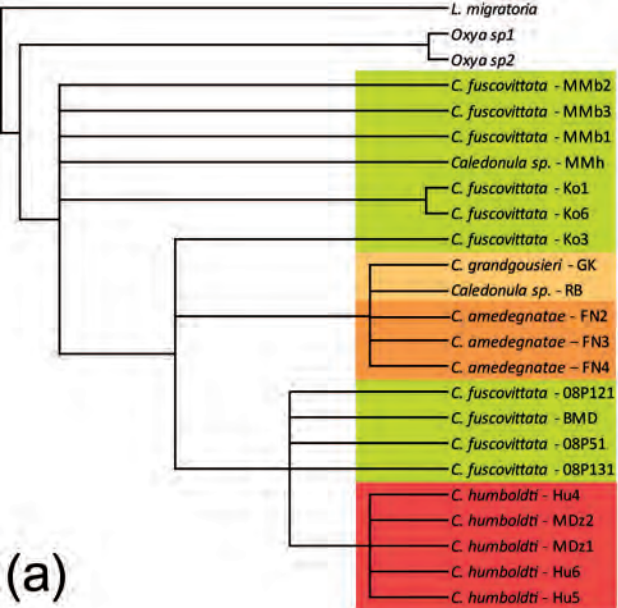 L. migratoria
Oxya sp1
Oxya sp2
C. fuscovittata - MMb2
C. fuscovittata - MMb3
C. fuscovittata - MMb1
Caledonula sp. - MMh
C. fuscovittata - Ko1
C. fuscovittata - Ko6
C. fuscovittata - Ko3
C. grandgousieri - GK
Caledonula sp. - RB
C. amedegnatae - FN2
C. amedegnatae – FN3
C. amedegnatae – FN4
C. fuscovittata - 08P121
C. fuscovittata - BMD
C. fuscovittata - 08P51
C. fuscovittata - 08P131
C. humboldti - Hu4
C. humboldti - MDz2
C. humboldti - MDz1
C. humboldti - Hu6
C. humboldti - Hu5
(a)